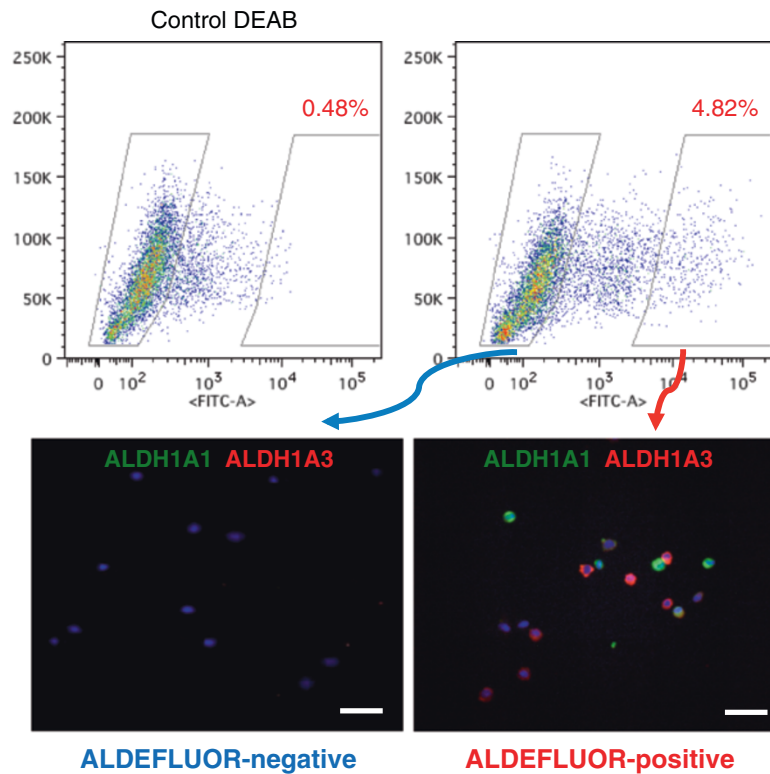 Control DEAB
250K
200K
150K
100K
50K
0
0.48%
0 10² 10³ 10⁴ 10⁵
<FITC-A>
250K
200K
150K
100K
50K
0
4.82%
0 10² 10³ 10⁴ 10⁵
<FITC-A>
ALDH1A1 ALDH1A3
ALDH1A1 ALDH1A3
ALDEFLUOR-negative
ALDEFLUOR-positive